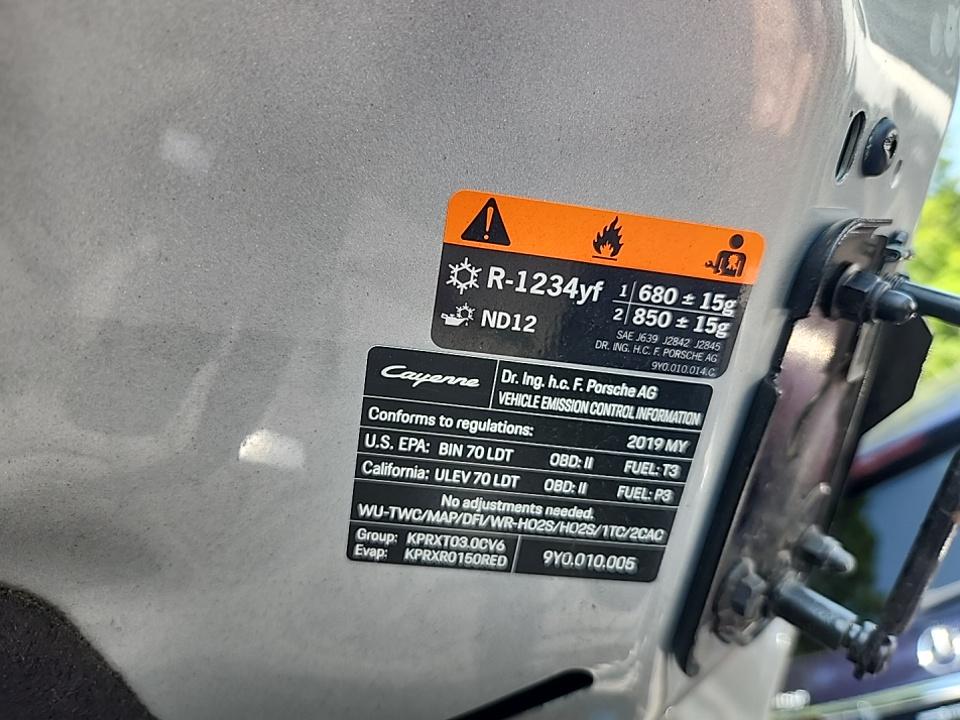 R-1234yf
1 680 ± 15g
2 850 ± 15g
ND12
SAE J639 J2842 J2845
DR. ING. H.C. F. PORSCHE AG
9Y0.010.014.C
Cayenne
Dr. Ing. h.c. F. Porsche AG
VEHICLE EMISSION CONTROL INFORMATION
Conforms to regulations: 2019 MY
U.S. EPA: BIN 70 LDT OBD: II FUEL: T3
California: ULEV 70 LDT OBD: II FUEL: P3
No adjustments needed.
WU-TWC/MAP/DFI/WR-HO2S/HO2S/1TC/2CAC
Group: KPRXT03.0CV6
Evap: KPRXR0150RED
9Y0.010.005